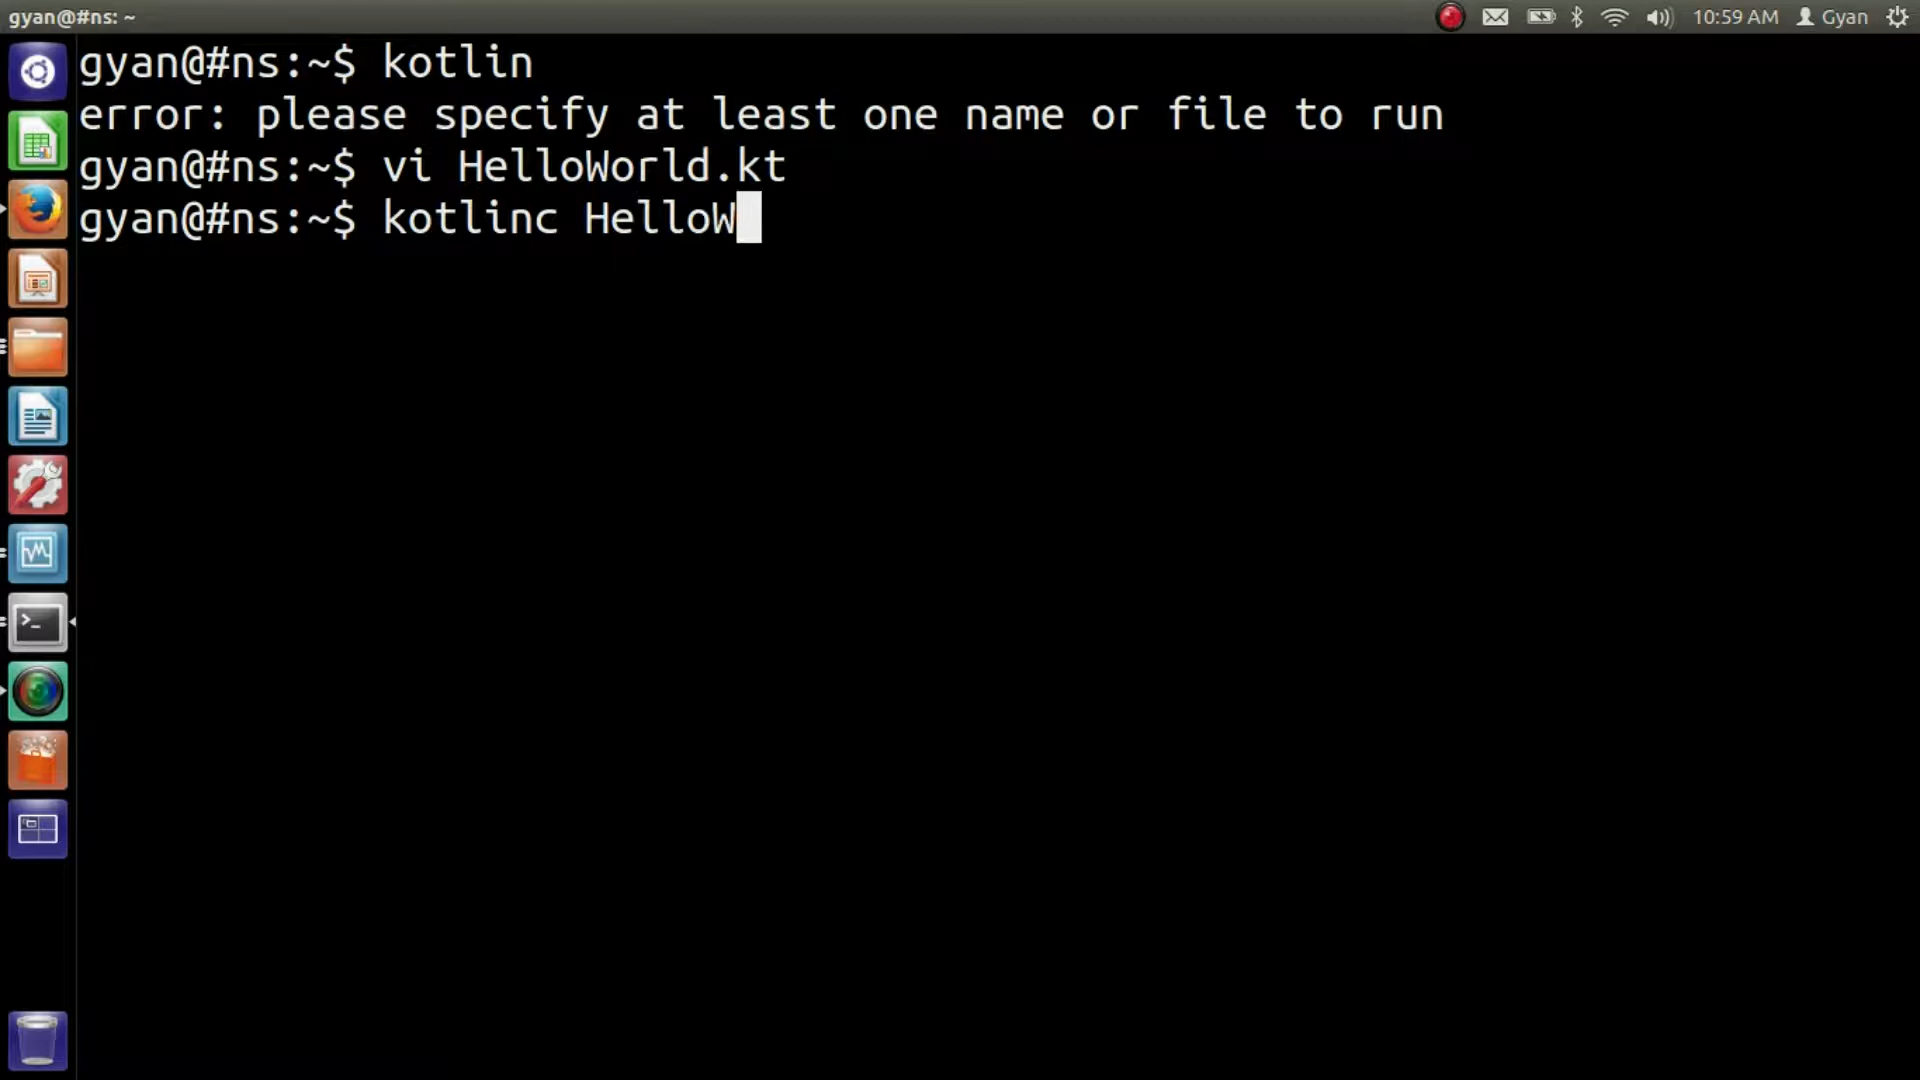 gyan@#ns: ~
10:59 AM
Gyan
gyan@#ns:~$ kotlin
error: please specify at least one name or file to run
gyan@#ns:~$ vi HelloWorld.kt
gyan@#ns:~$ kotlinc HelloW